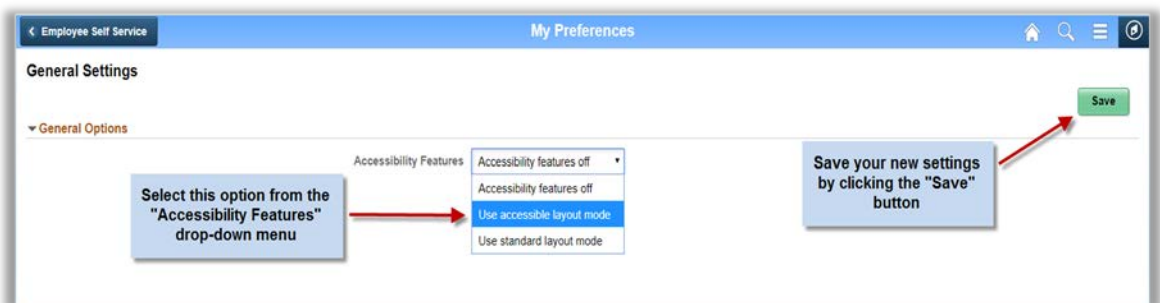 Employee Self Service
My Preferences
General Settings
Save
General Options
Accessibility Features
Accessibility features off
Accessibility features off
Use accessible layout mode
Use standard layout mode
Select this option from the
"Accessibility Features"
drop-down menu
Save your new settings
by clicking the "Save"
button